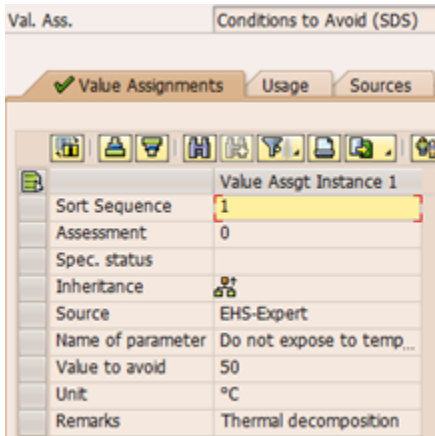 Val. Ass. Conditions to Avoid (SDS)
Value Assignments Usage Sources
Value Assgt Instance 1
Sort Sequence 1
Assessment 0
Spec. status
Inheritance
Source EHS-Expert
Name of parameter Do not expose to temp...
Value to avoid 50
Unit °C
Remarks Thermal decomposition